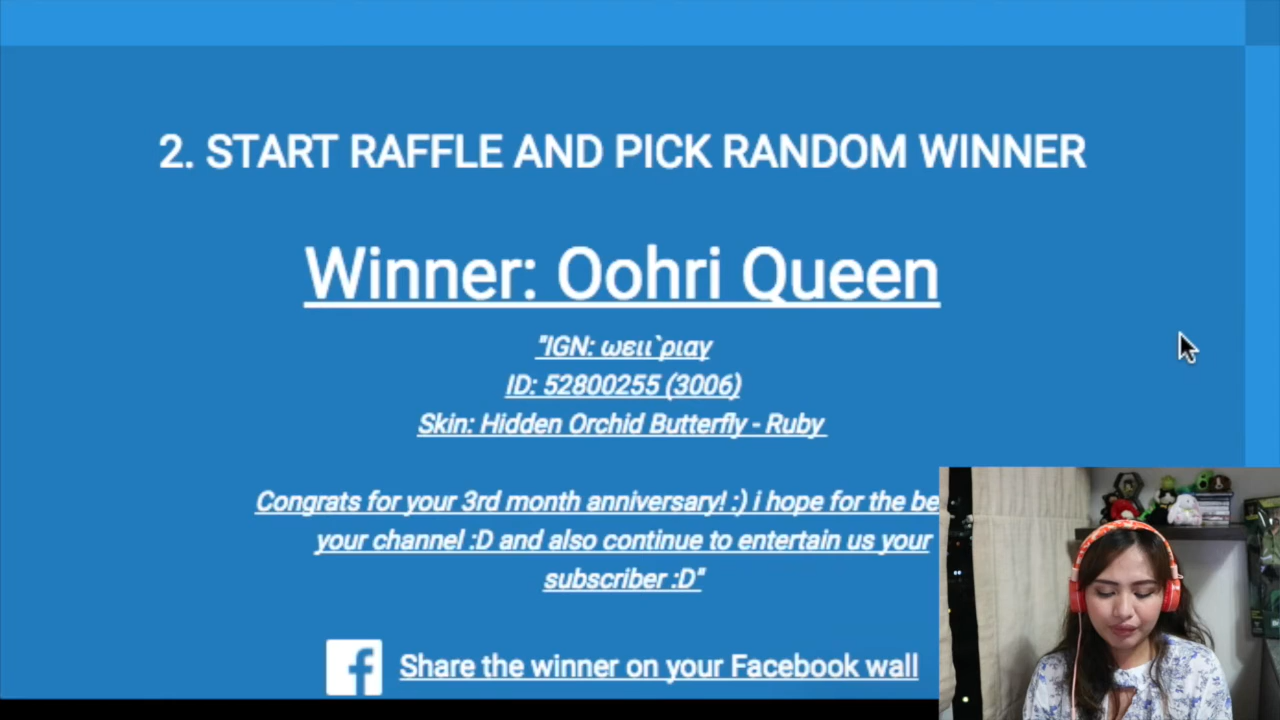 2. START RAFFLE AND PICK RANDOM WINNER
Winner: Oohri Queen
"IGN: ωειι`ριαγ
ID: 52800255 (3006)
Skin: Hidden Orchid Butterfly - Ruby
Congrats for your 3rd month anniversary! :) i hope for the be
your channel :D and also continue to entertain us your
subscriber :D"
Share the winner on your Facebook wall